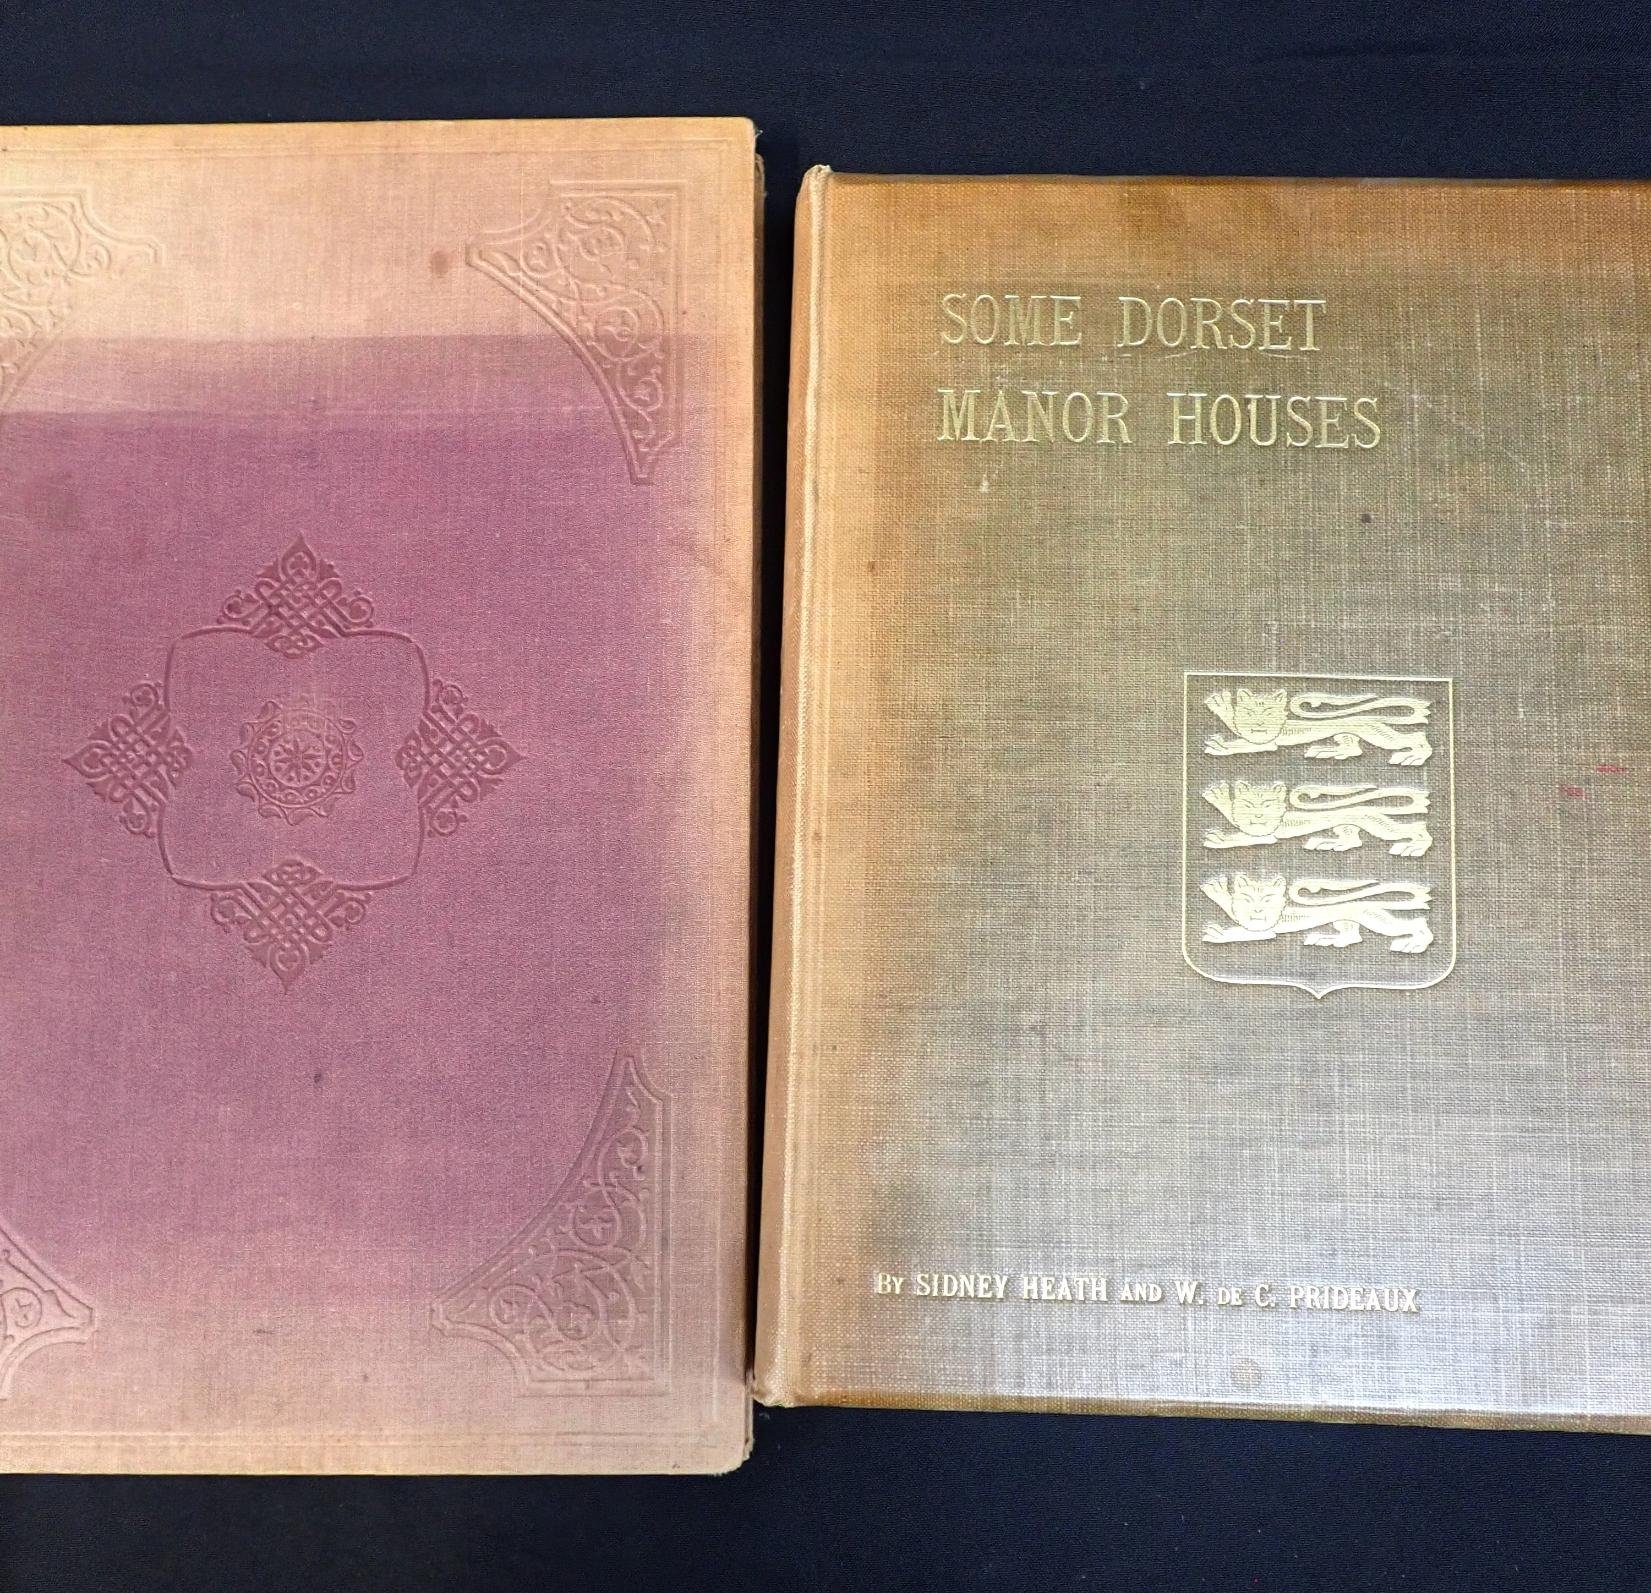 SOME DORSET
MANOR HOUSES
BY SIDNEY HEATH AND W. DE C. PRIDEAUX